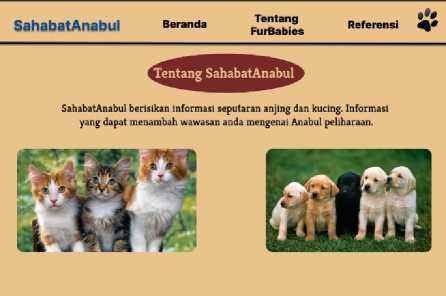 SahabatAnabul
Beranda
Tentang
FurBabies
Referensi
Tentang SahabatAnabul
SahabatAnabul berisikan informasi seputaran anjing dan kucing. Informasi
yang dapat menambah wawasan anda mengenai Anabul peliharaan.